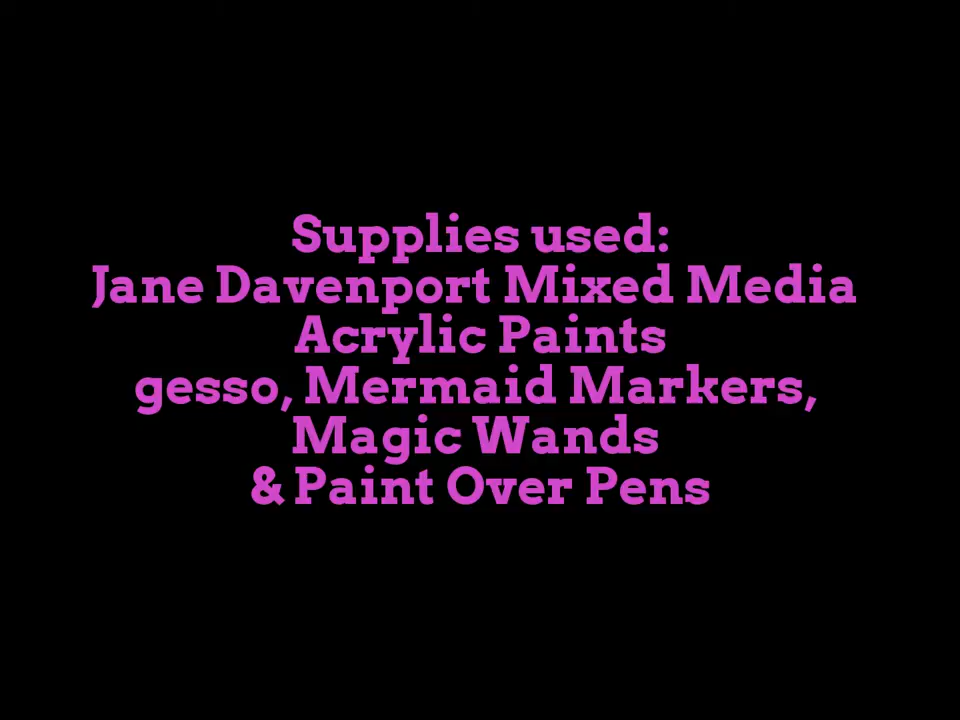 Supplies used:
Jane Davenport Mixed Media
Acrylic Paints
gesso, Mermaid Markers,
Magic Wands
& Paint Over Pens